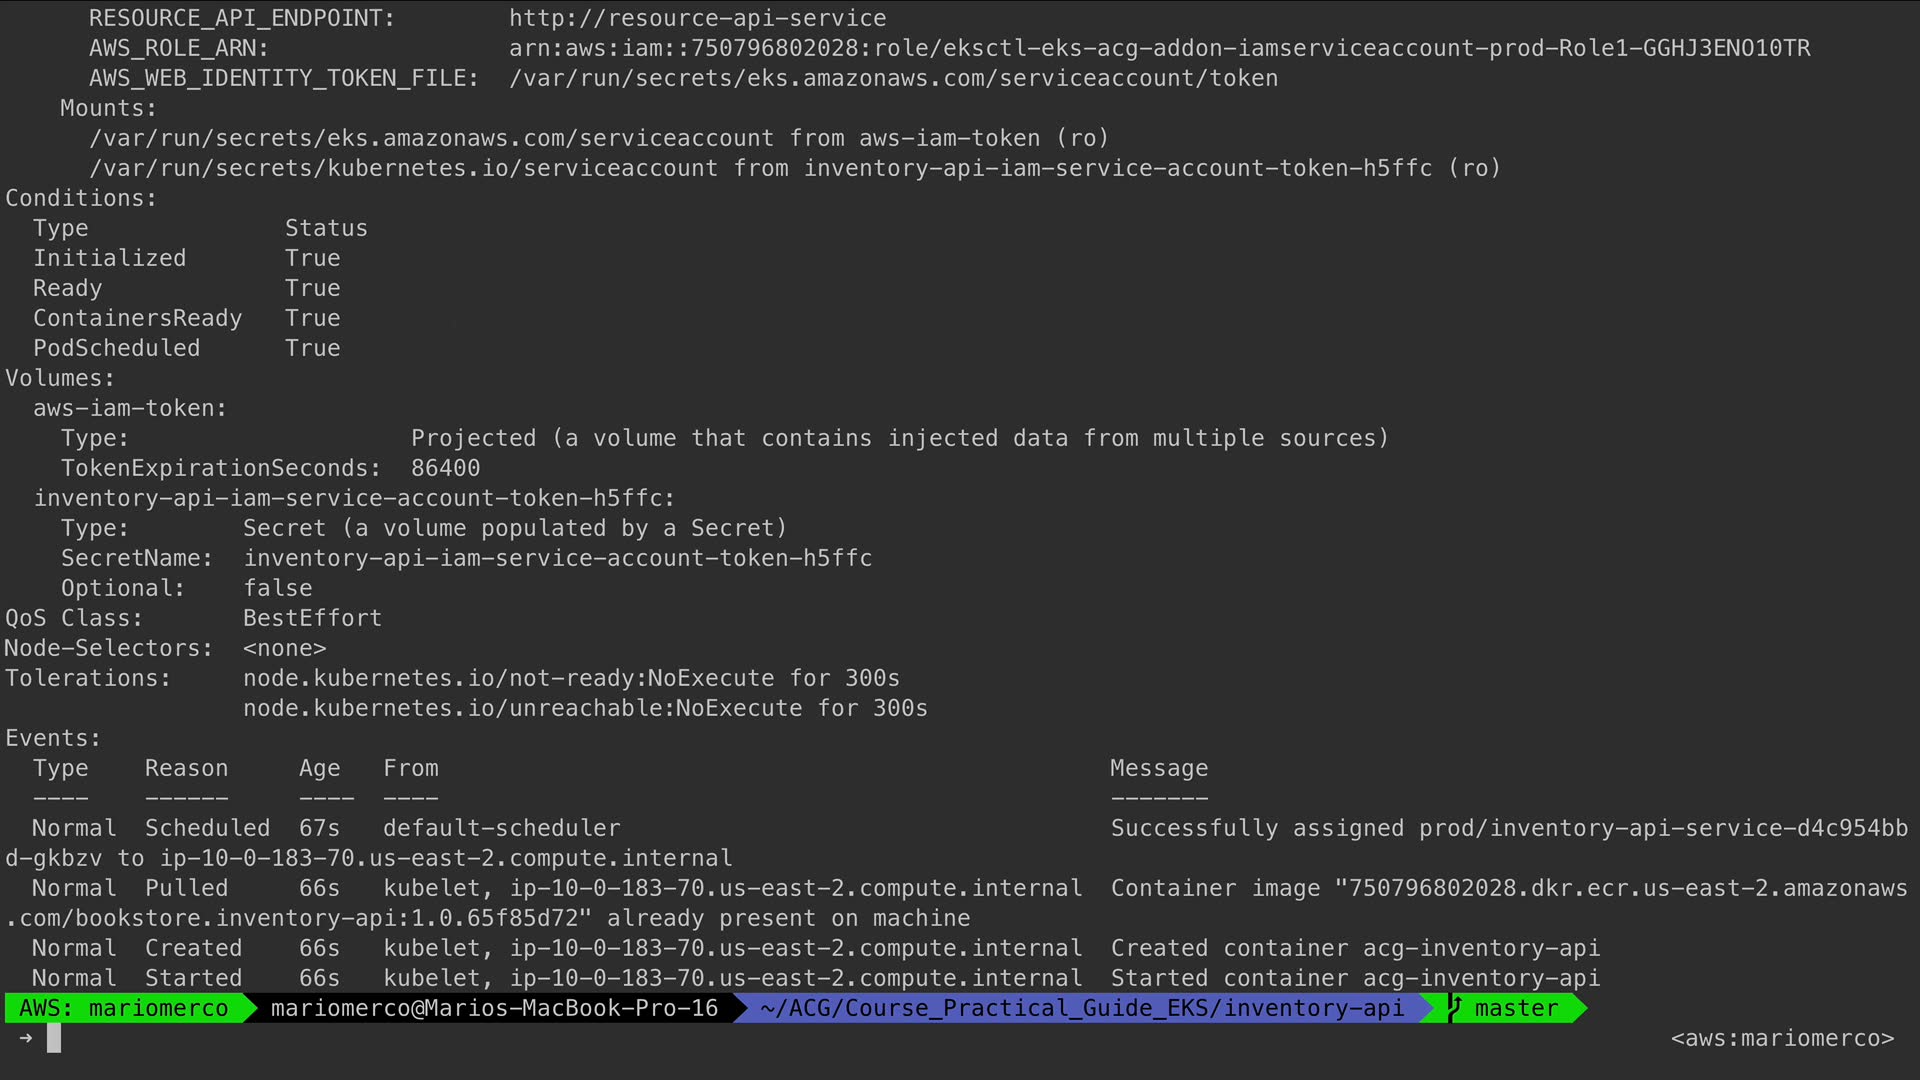 RESOURCE_API_ENDPOINT:        http://resource-api-service
AWS_ROLE_ARN:                 arn:aws:iam::750796802028:role/eksctl-eks-acg-addon-iamserviceaccount-prod-Role1-GGHJ3ENO10TR
AWS_WEB_IDENTITY_TOKEN_FILE:  /var/run/secrets/eks.amazonaws.com/serviceaccount/token
Mounts:
/var/run/secrets/eks.amazonaws.com/serviceaccount from aws-iam-token (ro)
/var/run/secrets/kubernetes.io/serviceaccount from inventory-api-iam-service-account-token-h5ffc (ro)
Conditions:
Type              Status
Initialized       True
Ready             True
ContainersReady   True
PodScheduled      True
Volumes:
aws-iam-token:
Type:                    Projected (a volume that contains injected data from multiple sources)
TokenExpirationSeconds:  86400
inventory-api-iam-service-account-token-h5ffc:
Type:        Secret (a volume populated by a Secret)
SecretName:  inventory-api-iam-service-account-token-h5ffc
Optional:    false
QoS Class:       BestEffort
Node-Selectors:  <none>
Tolerations:     node.kubernetes.io/not-ready:NoExecute for 300s
node.kubernetes.io/unreachable:NoExecute for 300s
Events:
Type    Reason     Age   From                                                Message
----    ------     ----  ----                                                -------
Normal  Scheduled  67s   default-scheduler                                   Successfully assigned prod/inventory-api-service-d4c954bb
d-gkbzv to ip-10-0-183-70.us-east-2.compute.internal
Normal  Pulled     66s   kubelet, ip-10-0-183-70.us-east-2.compute.internal  Container image "750796802028.dkr.ecr.us-east-2.amazonaws
.com/bookstore.inventory-api:1.0.65f85d72" already present on machine
Normal  Created    66s   kubelet, ip-10-0-183-70.us-east-2.compute.internal  Created container acg-inventory-api
Normal  Started    66s   kubelet, ip-10-0-183-70.us-east-2.compute.internal  Started container acg-inventory-api
AWS: mariomerco mariomerco@Marios-MacBook-Pro-16 ~/ACG/Course_Practical_Guide_EKS/inventory-api master
→ <aws:mariomerco>